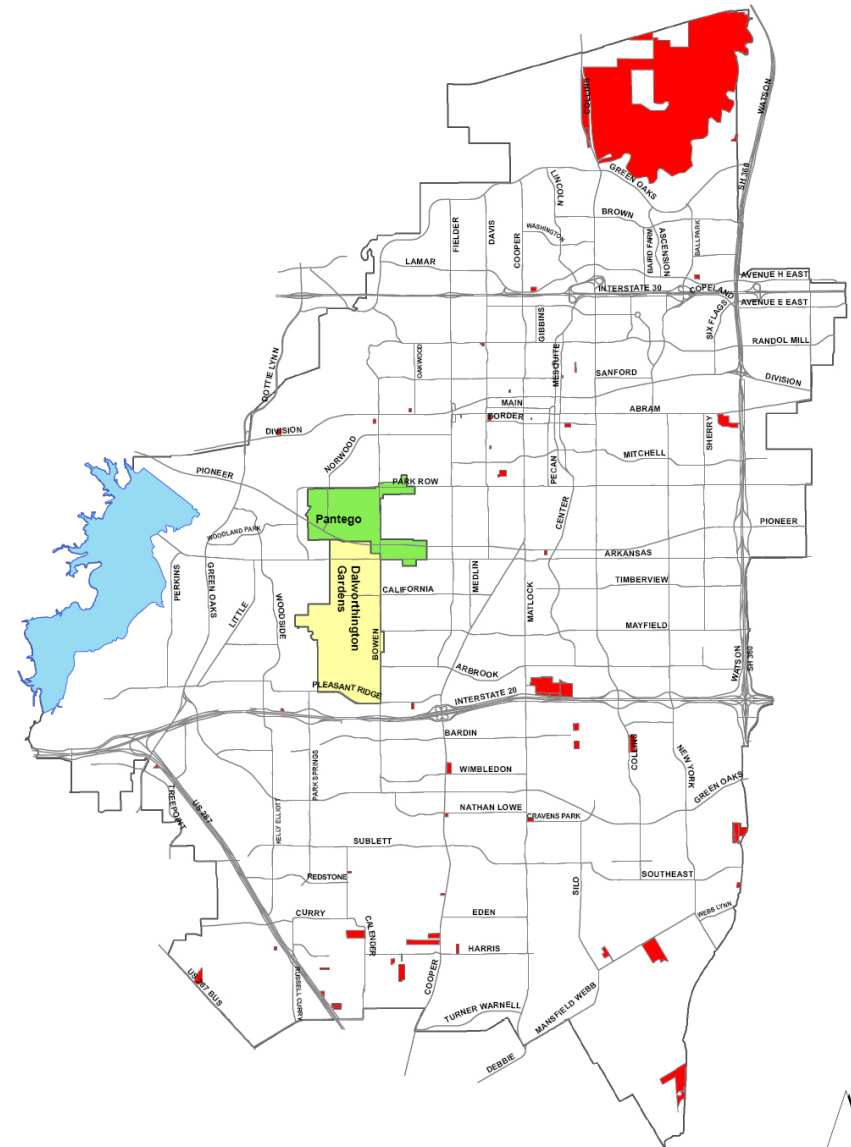 COLLINS
WATSON
SH 360
GREEN OAKS
LINCOLN
BROWN
WASHINGTON
FIELDER
DAVIS
COOPER
BAIRD FARM
ASCENSION
BALLPARK
LAMAR
AVENUE H EAST
INTERSTATE 30
COPELAND
AVENUE E EAST
GIBBINS
SIX FLAGS
RANDOL MILL
DOTTIE LYNN
OAKWOOD
MESQUITE
SANFORD
DIVISION
MAIN
BORDER
ABRAM
DIVISION
SHERRY
NORWOOD
MITCHELL
PIONEER
PECAN
PARK ROW
CENTER
Pantego
WOODLAND PARK
PIONEER
ARKANSAS
PERKINS
GREEN OAKS
LITTLE
WOODSIDE
Dalworthington
Gardens
CALIFORNIA
MEDLIN
MATLOCK
TIMBERVIEW
BOWEN
MAYFIELD
WATSON
SH 360
ARBROOK
PLEASANT RIDGE
INTERSTATE 20
BARDIN
COLLINS
NEW YORK
PARK SPRINGS
WIMBLEDON
GREEN OAKS
TREEPOINT
US 287
KELLY ELLIOTT
NATHAN LOWE
CRAVENS PARK
SUBLETT
SOUTHEAST
REDSTONE
SILO
CURRY
CALENDER
EDEN
WEBB LYNN
HARRIS
US 287 BUS
RUSSELL CURRY
COOPER
TURNER WARNELL
MANSFIELD WEBB
DEBBIE